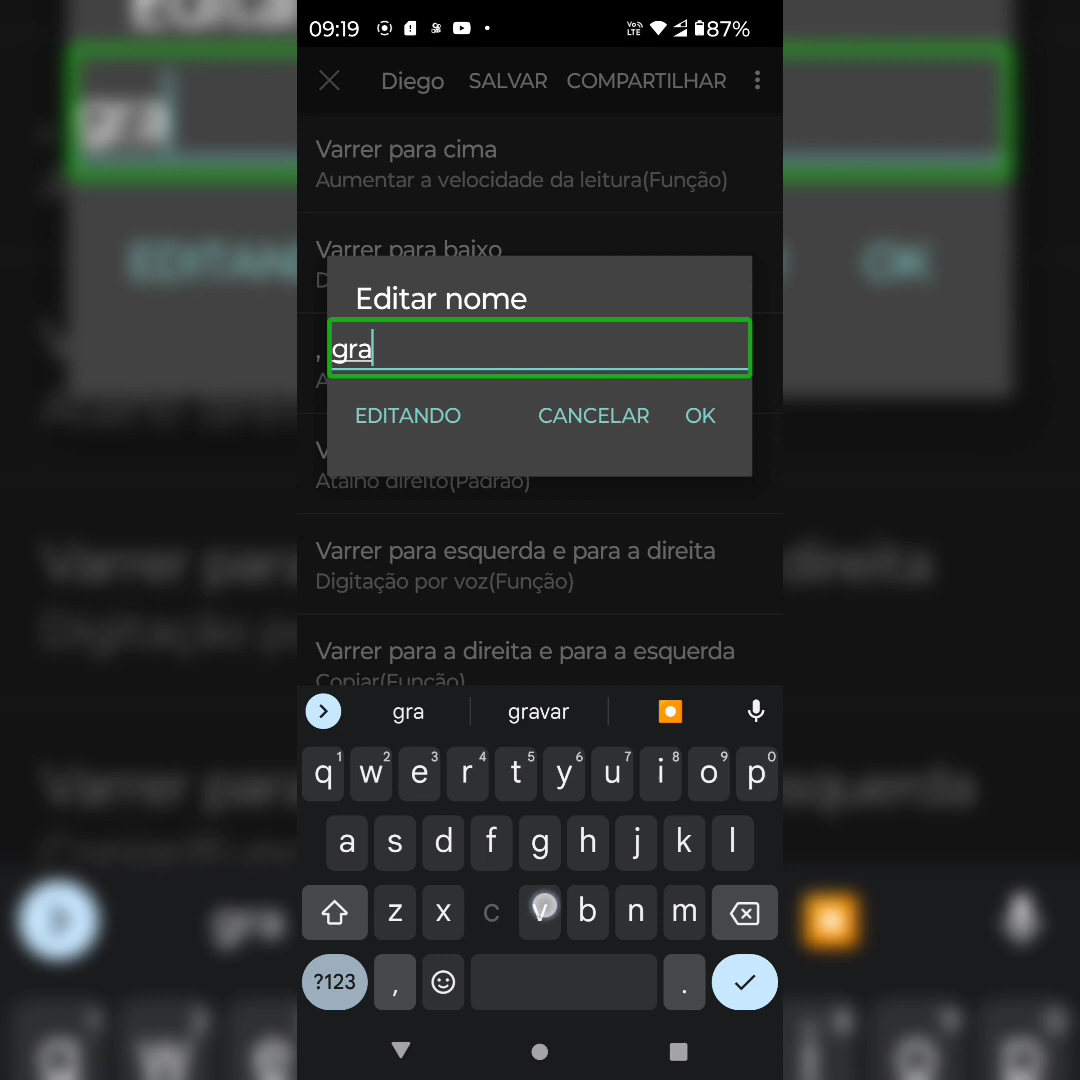 09:19 Vo LTE 87%
Diego SALVAR COMPARTILHAR
Varrer para cima
Aumentar a velocidade da leitura(Função)
Varrer para baixo
D
Editar nome
,
gra
A
EDITANDO CANCELAR OK
V
Atalho direito(Padrão)
Varrer para esquerda e para a direita
Digitação por voz(Função)
Varrer para a direita e para a esquerda
Copiar(Função)
gra gravar
q1 w2 e3 r4 t5 y6 u7 i8 o9 p0
a s d f g h j k l
z x c v b n m
?123 , .